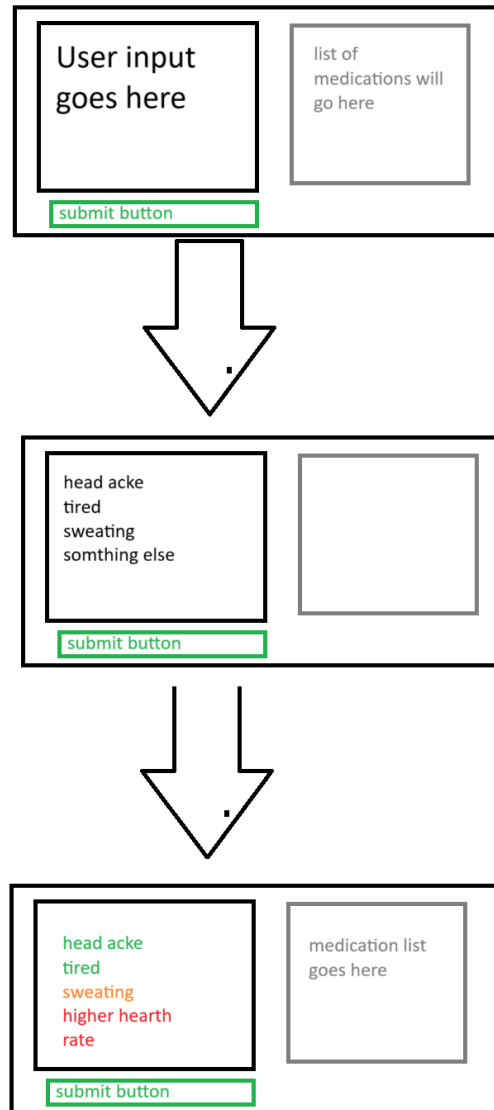 User input
goes here
list of
medications will
go here
submit button
head acke
tired
sweating
somthing else
submit button
head acke
tired
sweating
higher hearth
rate
medication list
goes here
submit button